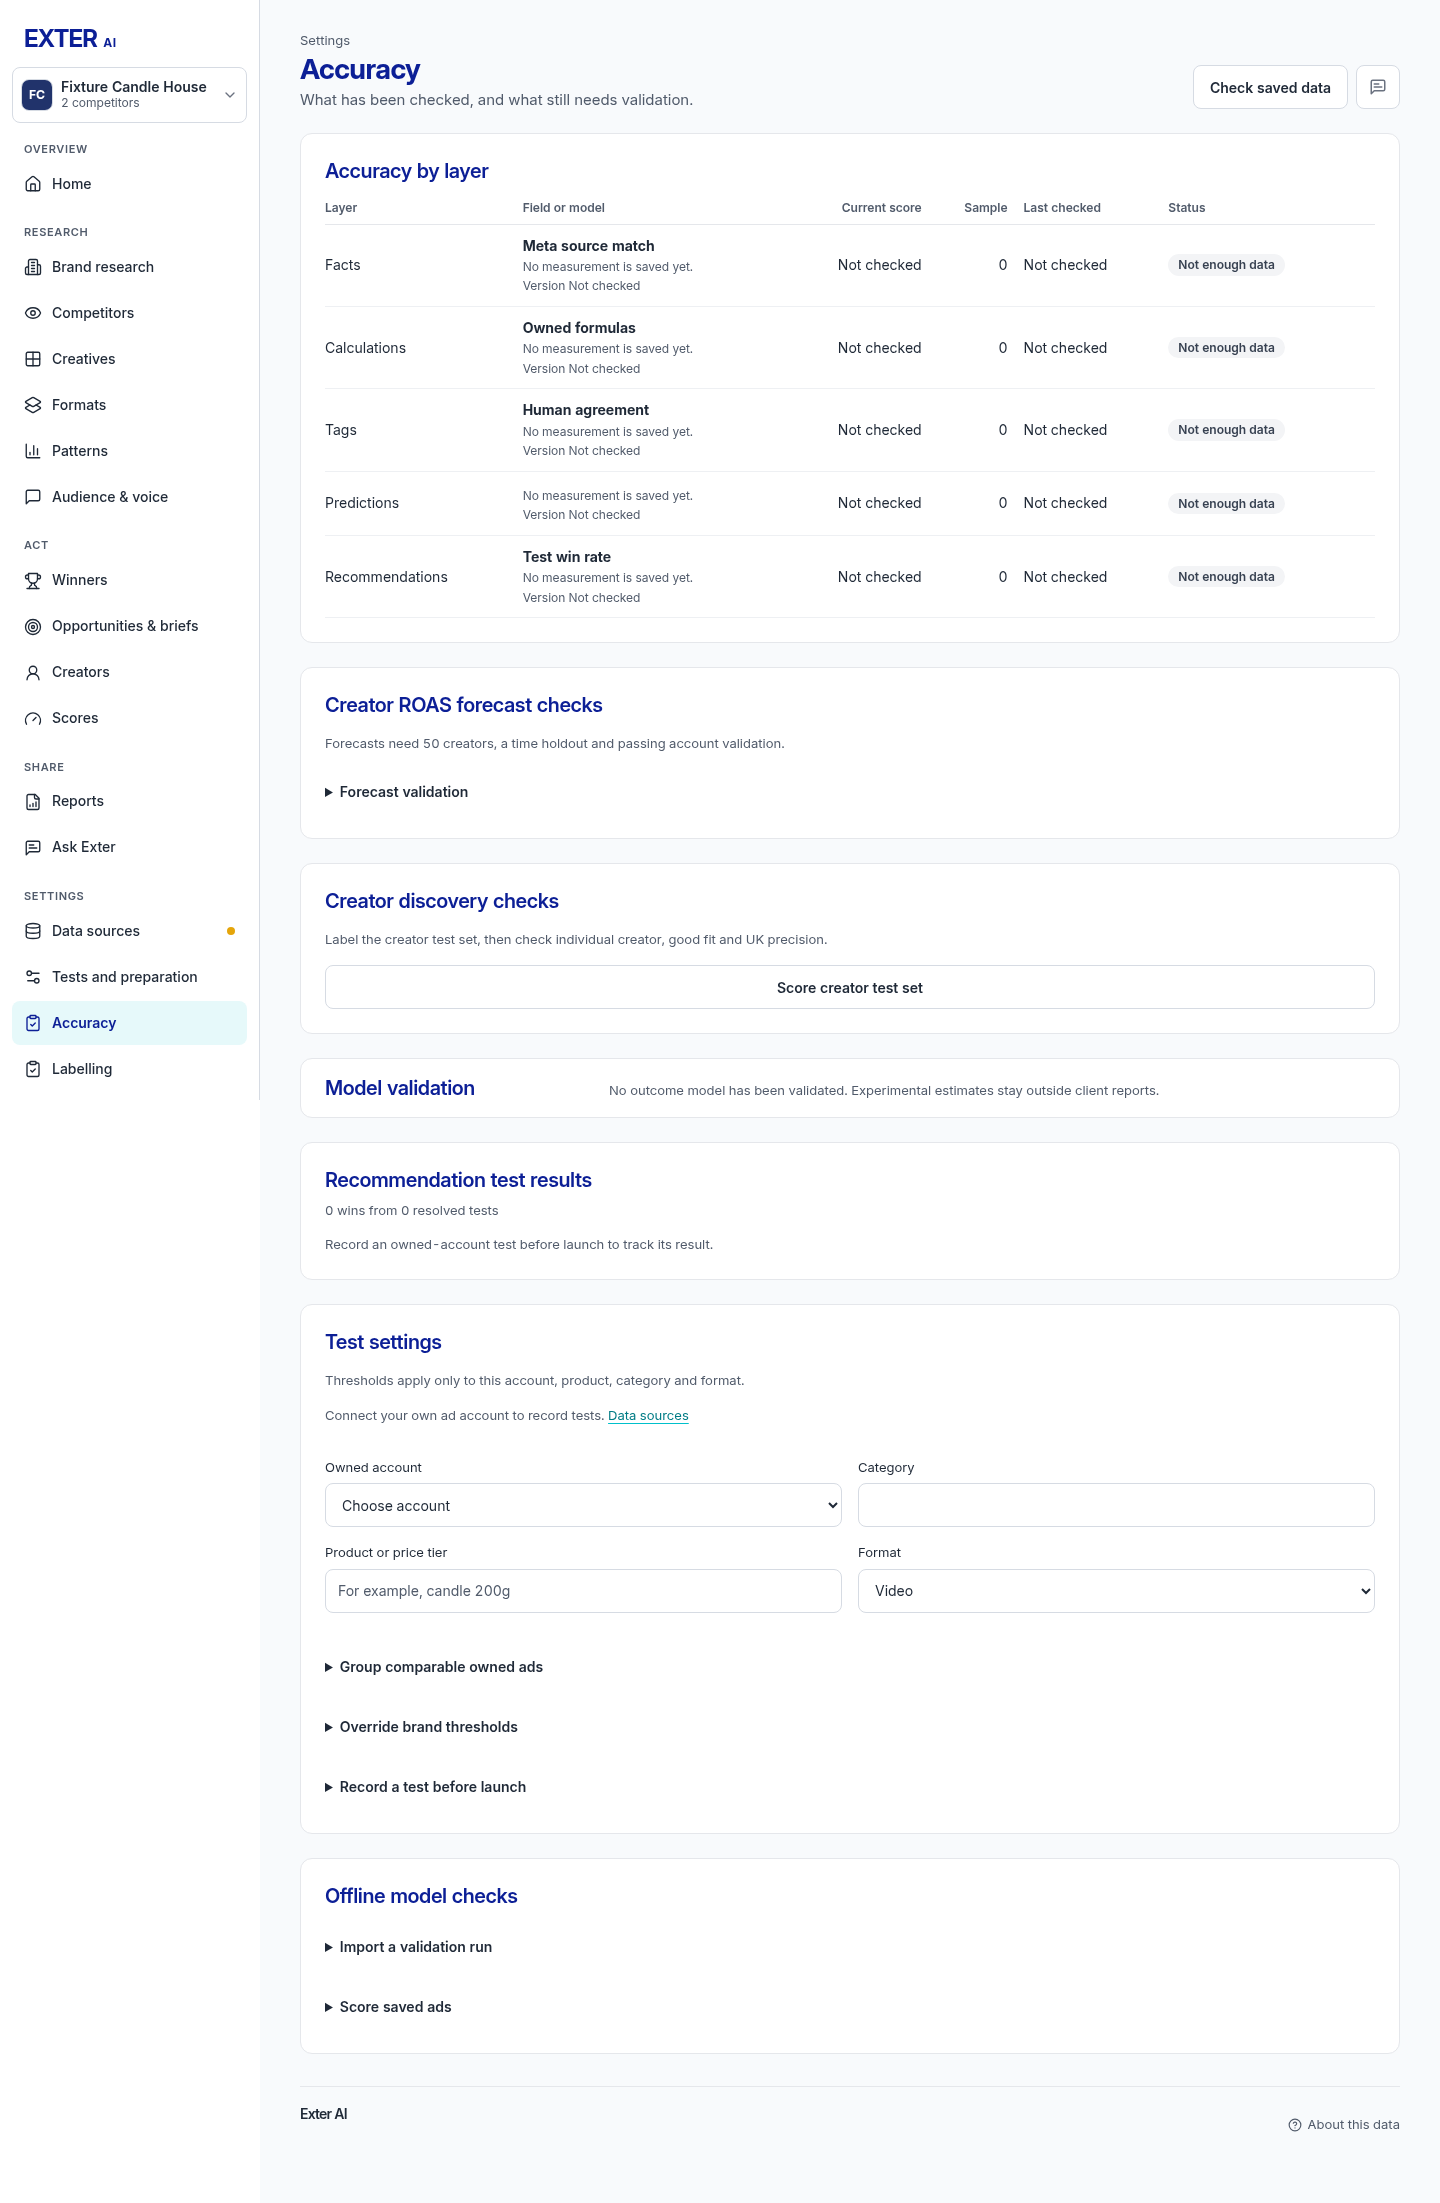 EXTER AI
FC
Fixture Candle House
2 competitors
OVERVIEW
Home
RESEARCH
Brand research
Competitors
Creatives
Formats
Patterns
Audience & voice
ACT
Winners
Opportunities & briefs
Creators
Scores
SHARE
Reports
Ask Exter
SETTINGS
Data sources
Tests and preparation
Accuracy
Labelling
Settings
Accuracy
What has been checked, and what still needs validation.
Check saved data
Accuracy by layer
Layer Field or model Current score Sample Last checked Status
Meta source match
Facts No measurement is saved yet. Not checked 0 Not checked Not enough data
Version Not checked
Owned formulas
Calculations No measurement is saved yet. Not checked 0 Not checked Not enough data
Version Not checked
Human agreement
Tags No measurement is saved yet. Not checked 0 Not checked Not enough data
Version Not checked
Predictions No measurement is saved yet. Not checked 0 Not checked Not enough data
Version Not checked
Test win rate
Recommendations No measurement is saved yet. Not checked 0 Not checked Not enough data
Version Not checked
Creator ROAS forecast checks
Forecasts need 50 creators, a time holdout and passing account validation.
Forecast validation
Creator discovery checks
Label the creator test set, then check individual creator, good fit and UK precision.
Score creator test set
Model validation No outcome model has been validated. Experimental estimates stay outside client reports.
Recommendation test results
0 wins from 0 resolved tests
Record an owned-account test before launch to track its result.
Test settings
Thresholds apply only to this account, product, category and format.
Connect your own ad account to record tests. Data sources
Owned account Category
Choose account
Product or price tier Format
For example, candle 200g Video
Group comparable owned ads
Override brand thresholds
Record a test before launch
Offline model checks
Import a validation run
Score saved ads
Exter AI
About this data